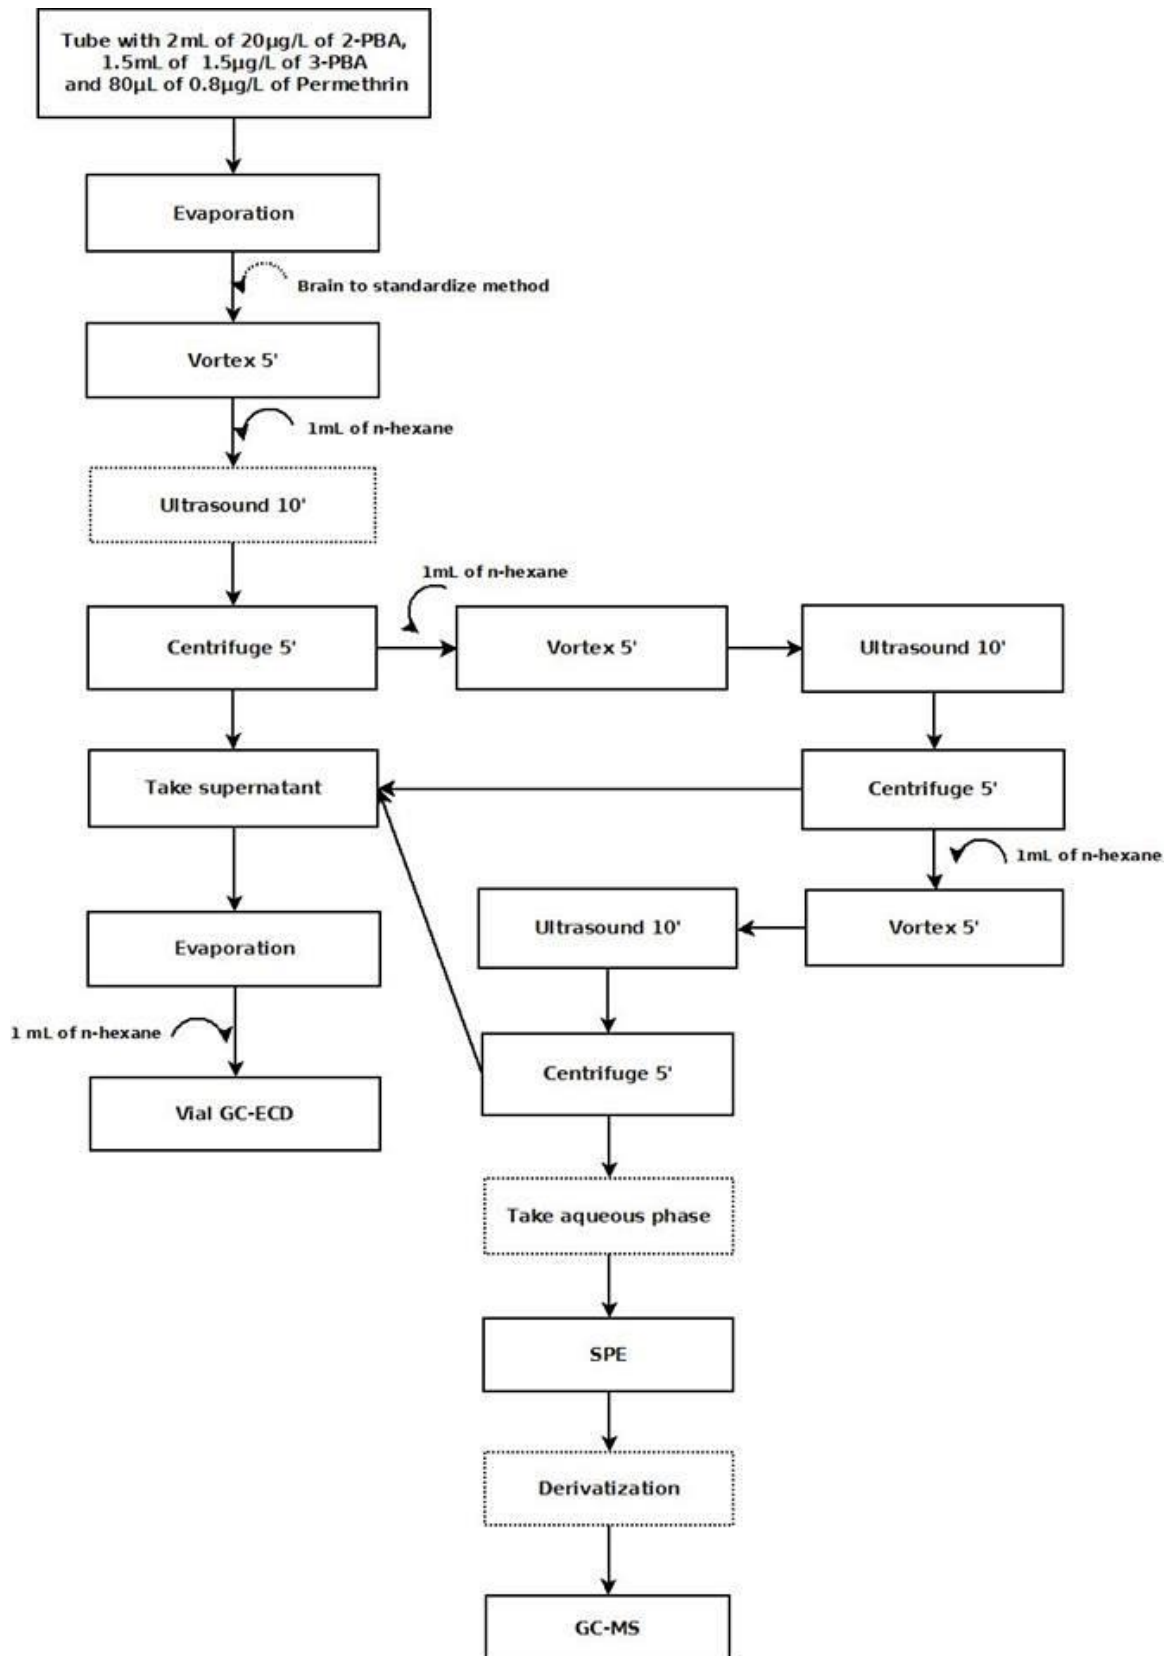 Tube with 2mL of 20µg/L of 2-PBA,
1.5mL of 1.5µg/L of 3-PBA
and 80µL of 0.8µg/L of Permethrin
Evaporation
Brain to standardize method
Vortex 5'
1mL of n-hexane
Ultrasound 10'
1mL of n-hexane
Centrifuge 5'
Vortex 5'
Ultrasound 10'
Take supernatant
Centrifuge 5'
1mL of n-hexane
Ultrasound 10'
Vortex 5'
Evaporation
1 mL of n-hexane
Centrifuge 5'
Vial GC-ECD
Take aqueous phase
SPE
Derivatization
GC-MS